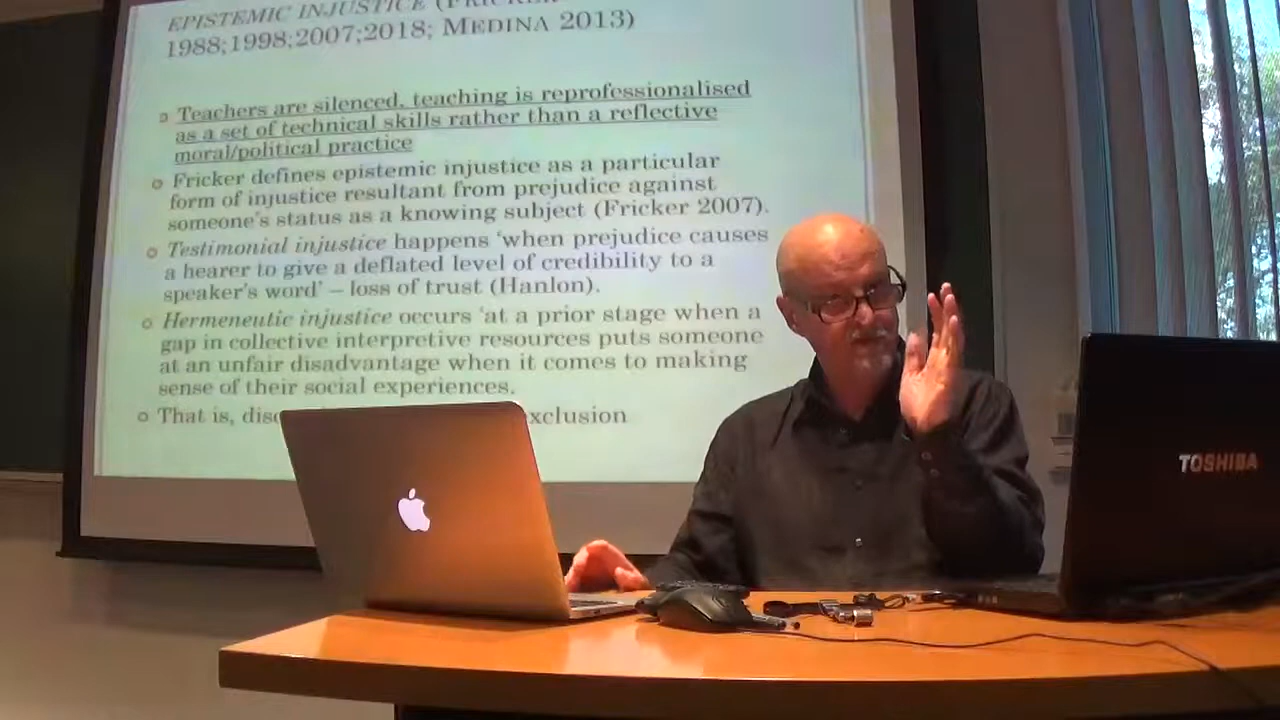 EPISTEMIC INJUSTICE (FRICKER
1988;1998;2007;2018; MEDINA 2013)
Teachers are silenced, teaching is reprofessionalised
as a set of technical skills rather than a reflective
moral/political practice
Fricker defines epistemic injustice as a particular
form of injustice resultant from prejudice against
someone's status as a knowing subject (Fricker 2007).
Testimonial injustice happens 'when prejudice causes
a hearer to give a deflated level of credibility to a
speaker's word' – loss of trust (Hanlon).
Hermeneutic injustice occurs 'at a prior stage when a
gap in collective interpretive resources puts someone
at an unfair disadvantage when it comes to making
sense of their social experiences.
That is,
TOSHIBA